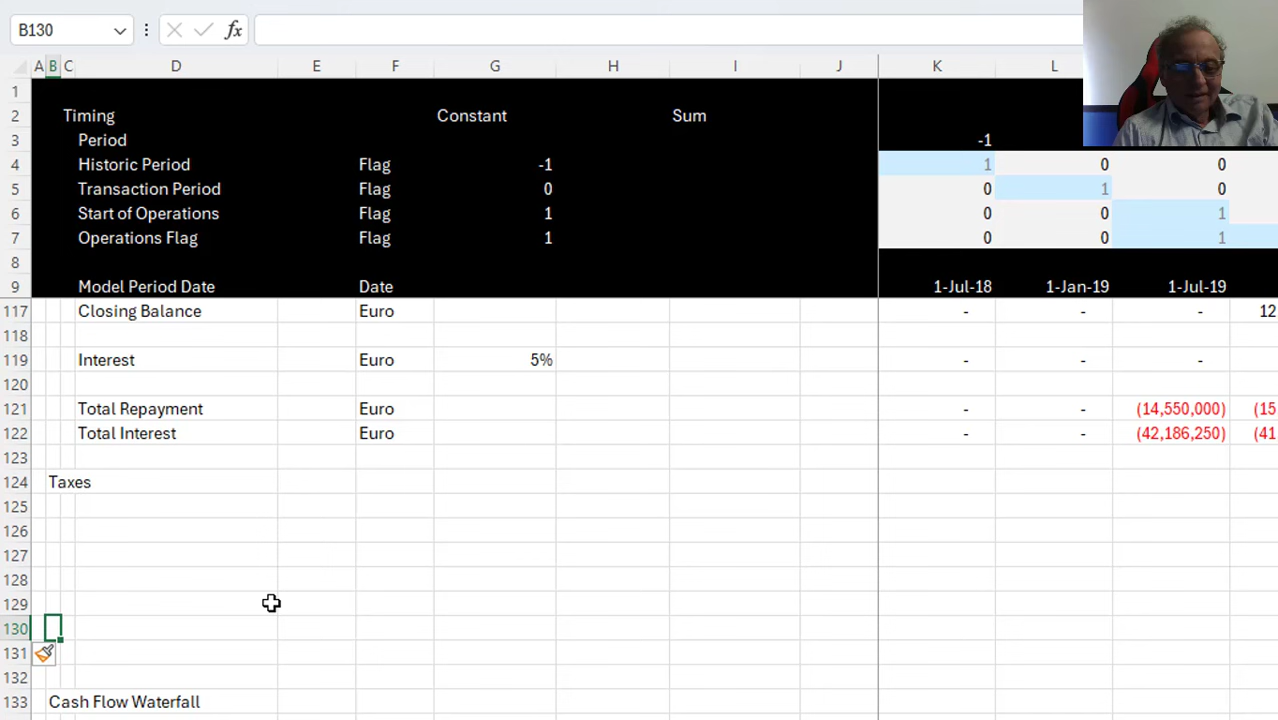 B130 fx
A B C D E F G H I J K L
1
2 Timing Constant Sum
3 Period -1
4 Historic Period Flag -1 1 0 0
5 Transaction Period Flag 0 0 1 0
6 Start of Operations Flag 1 0 0 1
7 Operations Flag Flag 1 0 0 1
8
9 Model Period Date Date 1-Jul-18 1-Jan-19 1-Jul-19
117 Closing Balance Euro - - - 12
118
119 Interest Euro 5% - - -
120
121 Total Repayment Euro - - (14,550,000) (15
122 Total Interest Euro - - (42,186,250) (41
123
124 Taxes
125
126
127
128
129
130
131
132
133 Cash Flow Waterfall